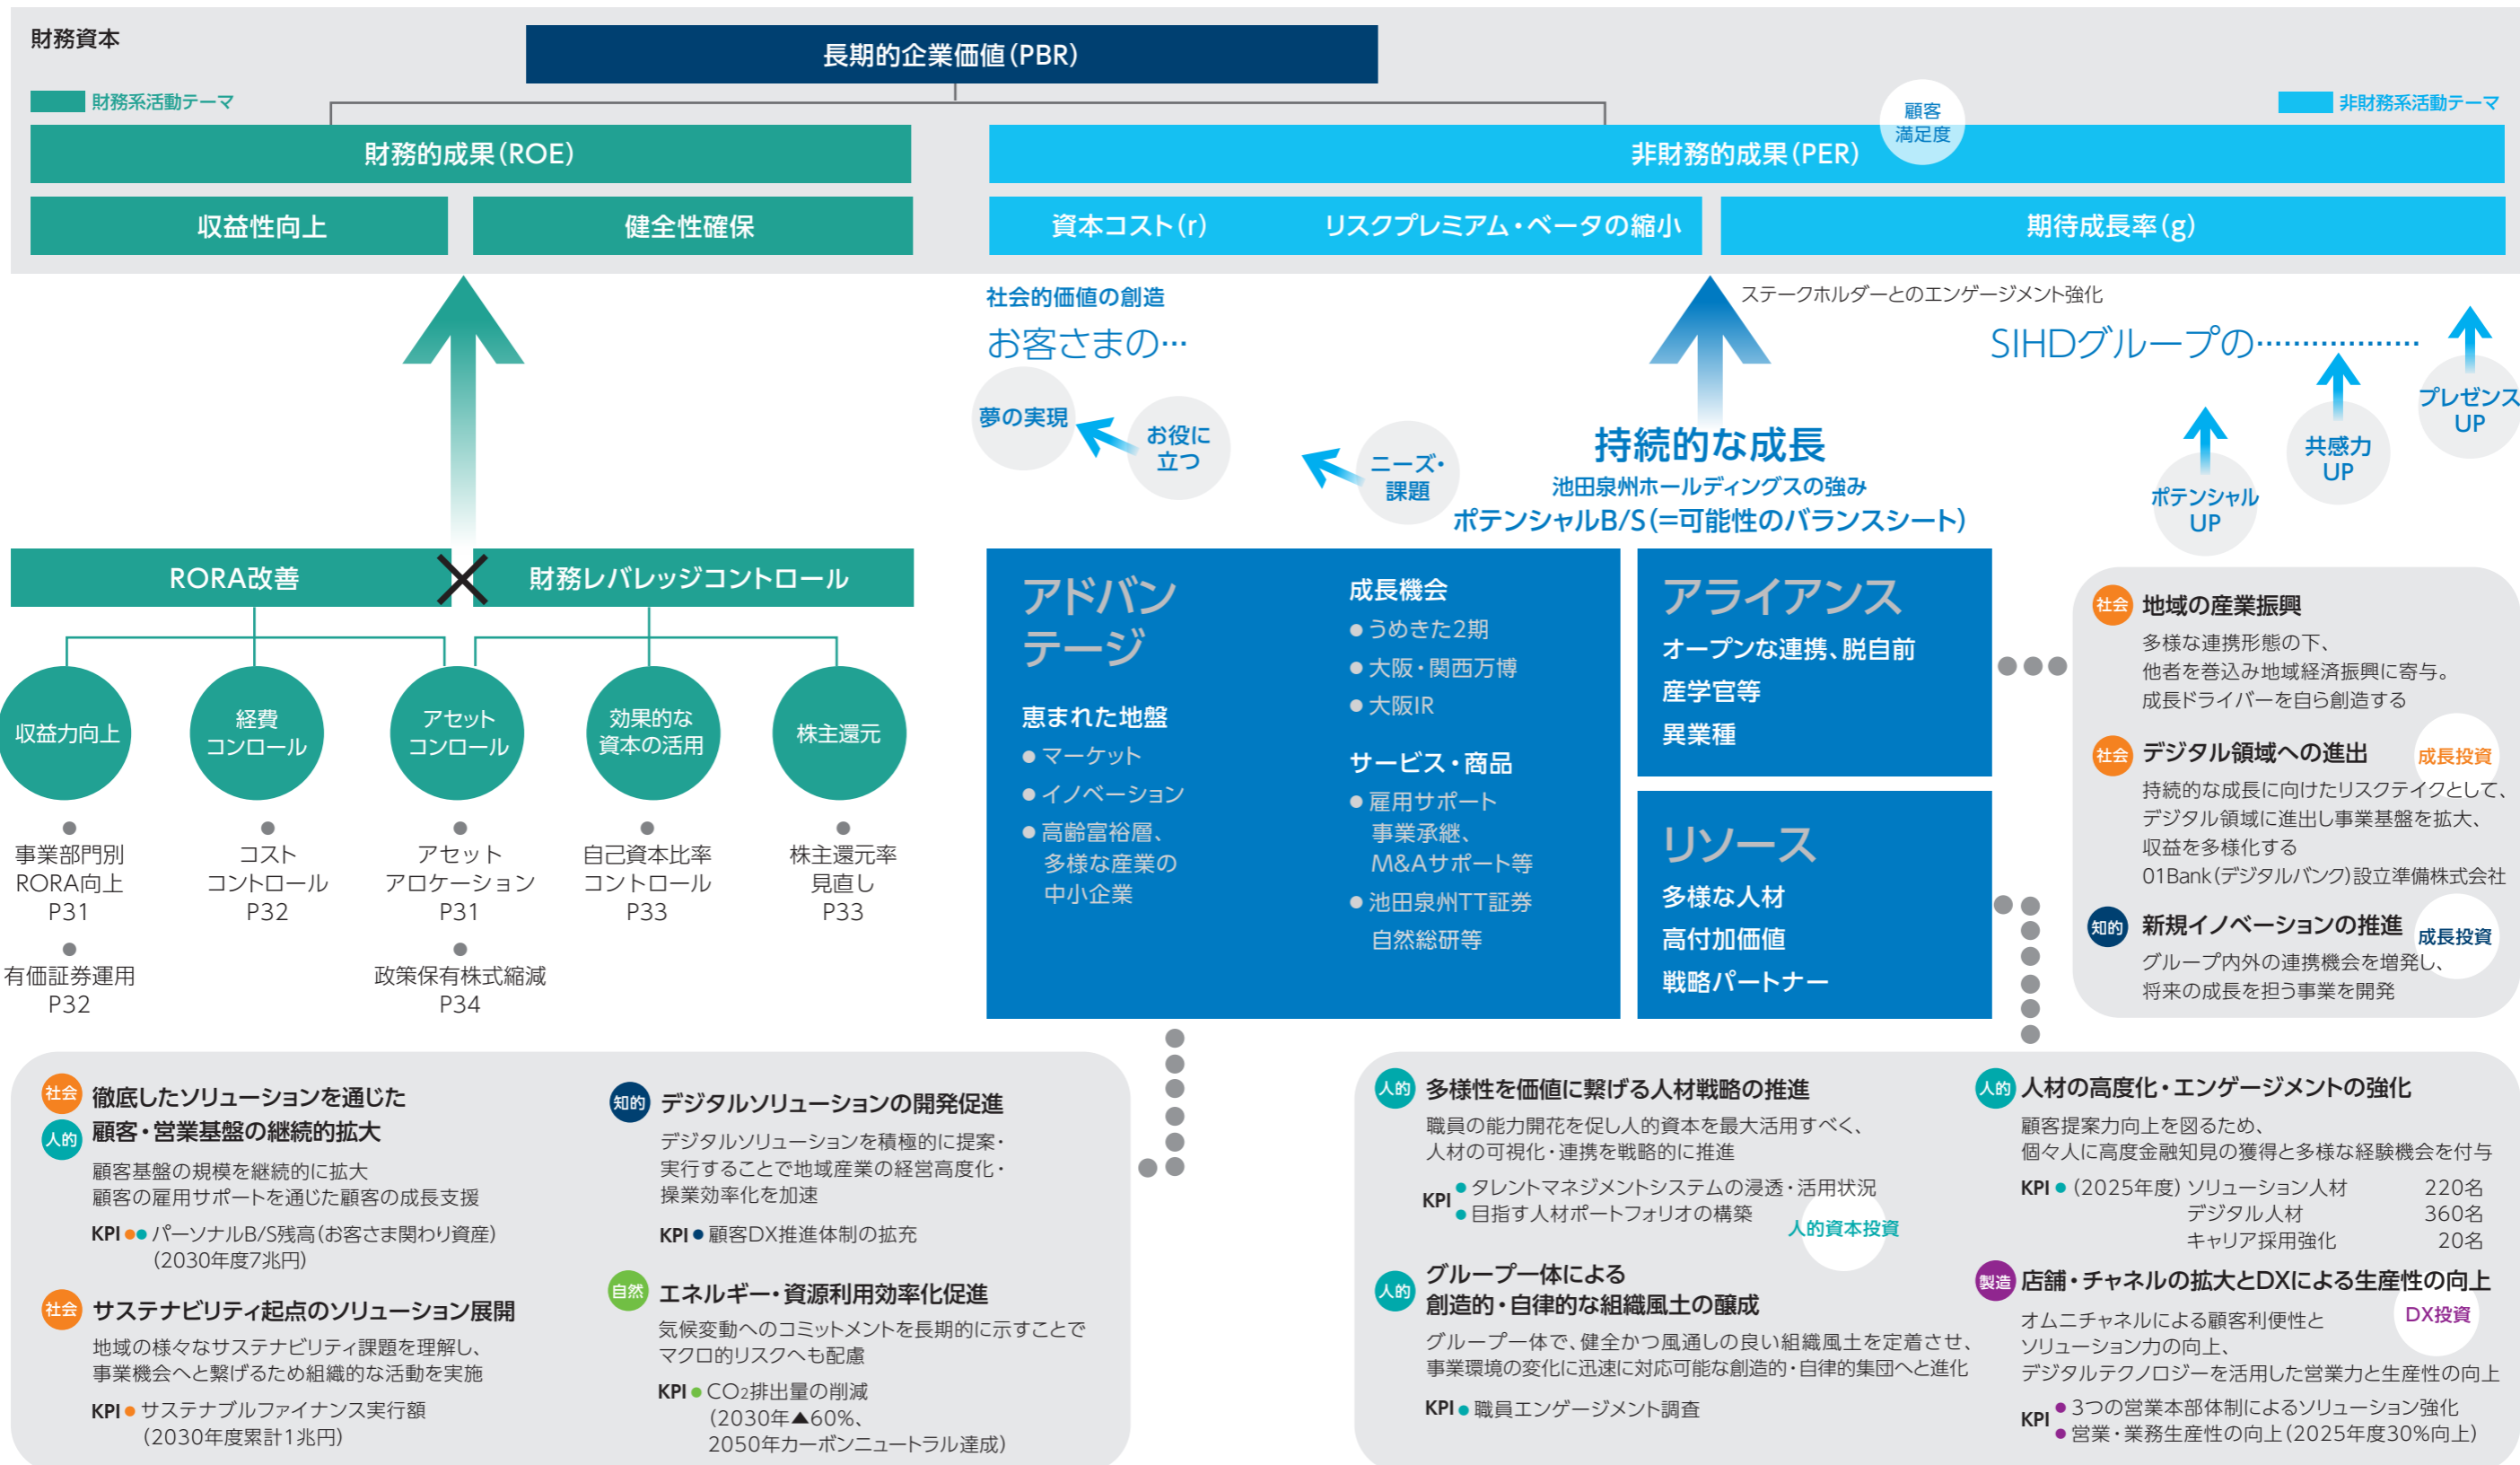 財務資本
長期的企業価値(PBR)
財務系活動テーマ
非財務系活動テーマ
顧客
満足度
財務的成果(ROE)
非財務的成果(PER)
収益性向上
健全性確保
資本コスト(r)
リスクプレミアム・ベータの縮小
期待成長率(g)
社会的価値の創造
お客さまの…
夢の実現
お役に
立つ
ニーズ・
課題
ステークホルダーとのエンゲージメント強化
SIHDグループの………………
ポテンシャル
UP
共感力
UP
プレゼンス
UP
持続的な成長
池田泉州ホールディングスの強み
ポテンシャルB/S(=可能性のバランスシート)
RORA改善
財務レバレッジコントロール
収益力向上
経費
コンロール
アセット
コンロール
効果的な
資本の活用
株主還元
事業部門別
RORA向上
P31
有価証券運用
P32
コスト
コントロール
P32
アセット
アロケーション
P31
政策保有株式縮減
P34
自己資本比率
コントロール
P33
株主還元率
見直し
P33
アドバン
テージ
恵まれた地盤
●マーケット
●イノベーション
●高齢富裕層、
多様な産業の
中小企業
成長機会
●うめきた2期
●大阪・関西万博
●大阪IR
サービス・商品
●雇用サポート
事業承継、
M&Aサポート等
●池田泉州TT証券
自然総研等
アライアンス
オープンな連携、脱自前
産学官等
異業種
リソース
多様な人材
高付加価値
戦略パートナー
社会 地域の産業振興
多様な連携形態の下、
他者を巻込み地域経済振興に寄与。
成長ドライバーを自ら創造する
社会 デジタル領域への進出 成長投資
持続的な成長に向けたリスクテイクとして、
デジタル領域に進出し事業基盤を拡大、
収益を多様化する
01Bank(デジタルバンク)設立準備株式会社
知的 新規イノベーションの推進 成長投資
グループ内外の連携機会を増発し、
将来の成長を担う事業を開発
社会 徹底したソリューションを通じた
人的 顧客・営業基盤の継続的拡大
顧客基盤の規模を継続的に拡大
顧客の雇用サポートを通じた顧客の成長支援
KPI ●●パーソナルB/S残高(お客さま関わり資産)
(2030年度7兆円)
社会 サステナビリティ起点のソリューション展開
地域の様々なサステナビリティ課題を理解し、
事業機会へと繋げるため組織的な活動を実施
KPI ●サステナブルファイナンス実行額
(2030年度累計1兆円)
知的 デジタルソリューションの開発促進
デジタルソリューションを積極的に提案・
実行することで地域産業の経営高度化・
操業効率化を加速
KPI ●顧客DX推進体制の拡充
自然 エネルギー・資源利用効率化促進
気候変動へのコミットメントを長期的に示すことで
マクロ的リスクへも配慮
KPI ●CO₂排出量の削減
(2030年▲60%、
2050年カーボンニュートラル達成)
人的 多様性を価値に繋げる人材戦略の推進
職員の能力開花を促し人的資本を最大活用すべく、
人材の可視化・連携を戦略的に推進
KPI ●タレントマネジメントシステムの浸透・活用状況
●目指す人材ポートフォリオの構築
人的資本投資
人的 グループ一体による
創造的・自律的な組織風土の醸成
グループ一体で、健全かつ風通しの良い組織風土を定着させ、
事業環境の変化に迅速に対応可能な創造的・自律的集団へと進化
KPI ●職員エンゲージメント調査
人的 人材の高度化・エンゲージメントの強化
顧客提案力向上を図るため、
個々人に高度金融知見の獲得と多様な経験機会を付与
KPI ●(2025年度) ソリューション人材 220名
デジタル人材 360名
キャリア採用強化 20名
製造 店舗・チャネルの拡大とDXによる生産性の向上
DX投資
オムニチャネルによる顧客利便性と
ソリューション力の向上、
デジタルテクノロジーを活用した営業力と生産性の向上
KPI ●3つの営業本部体制によるソリューション強化
●営業・業務生産性の向上(2025年度30%向上)